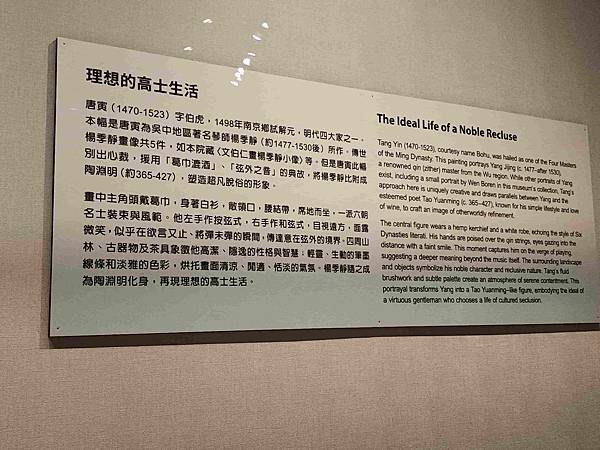 理想的高士生活
唐寅(1470-1523)字伯虎,1498年南京鄉試解元,明代四大家之一。
本幅是唐寅為吳中地區著名琴師楊季靜(約1477-1530後)所作。傳世
楊季靜畫像共5件,如本院藏〈文伯仁畫楊季靜小像〉等。但是唐寅此幅
別出心裁,援用「葛巾漉酒」、「弦外之音」的典故,將楊季靜比附成
陶淵明(約365-427),塑造超凡脫俗的形象。
畫中主角頭戴葛巾,身著白衫,敞領口,腰結帶,席地而坐,一派六朝
名士裝束與風範。他左手作按弦式,右手作和弦式,目視遠方,面露
微笑,似乎在欲言又止、將彈未彈的瞬間,傳達意在弦外的境界。四周山
林、古器物及茶具象徵他高潔、隱逸的性格與智慧;輕靈、生動的筆墨
線條和淡雅的色彩,烘托畫面清涼、閒適、恬淡的氣氛。楊季靜隨之成
為陶淵明化身,再現理想的高士生活。
The Ideal Life of a Noble Recluse
Tang Yin (1470-1523), courtesy name Bohu, was hailed as one of the Four Masters
of the Ming Dynasty. This painting portrays Yang Jijing (c. 1477-after 1530),
a renowned qin (zither) master from the Wu region. While other portraits of Yang
exist, including a small portrait by Wen Boren in this museum's collection, Tang's
approach here is uniquely creative and draws parallels between Yang and the
esteemed poet Tao Yuanming (c. 365-427), known for his simple lifestyle and love
of wine, to craft an image of otherworldly refinement.
The central figure wears a hemp kerchief and a white robe, echoing the style of Six
Dynasties literati. His hands are poised over the qin strings, eyes gazing into the
distance with a faint smile. This moment captures him on the verge of playing,
suggesting a deeper meaning beyond the music itself. The surrounding landscape
and objects symbolize his noble character and reclusive nature. Tang's fluid
brushwork and subtle palette create an atmosphere of serene contentment. This
portrayal transforms Yang into a Tao Yuanming-like figure, embodying the ideal of
a virtuous gentleman who chooses a life of cultured seclusion.